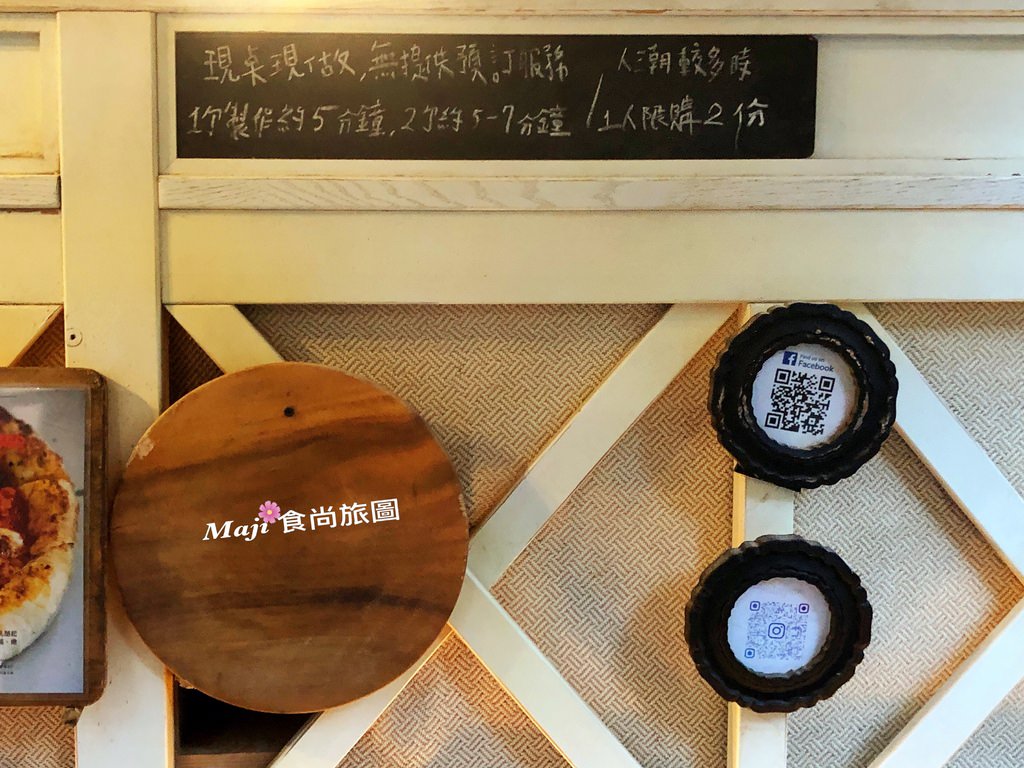 現桌現做,無提供預訂服務 / 人潮較多時
1份製作約5分鐘,2份約5-7分鐘 / 1人限購2份
Find us on
Facebook
Maji食尚旅圖